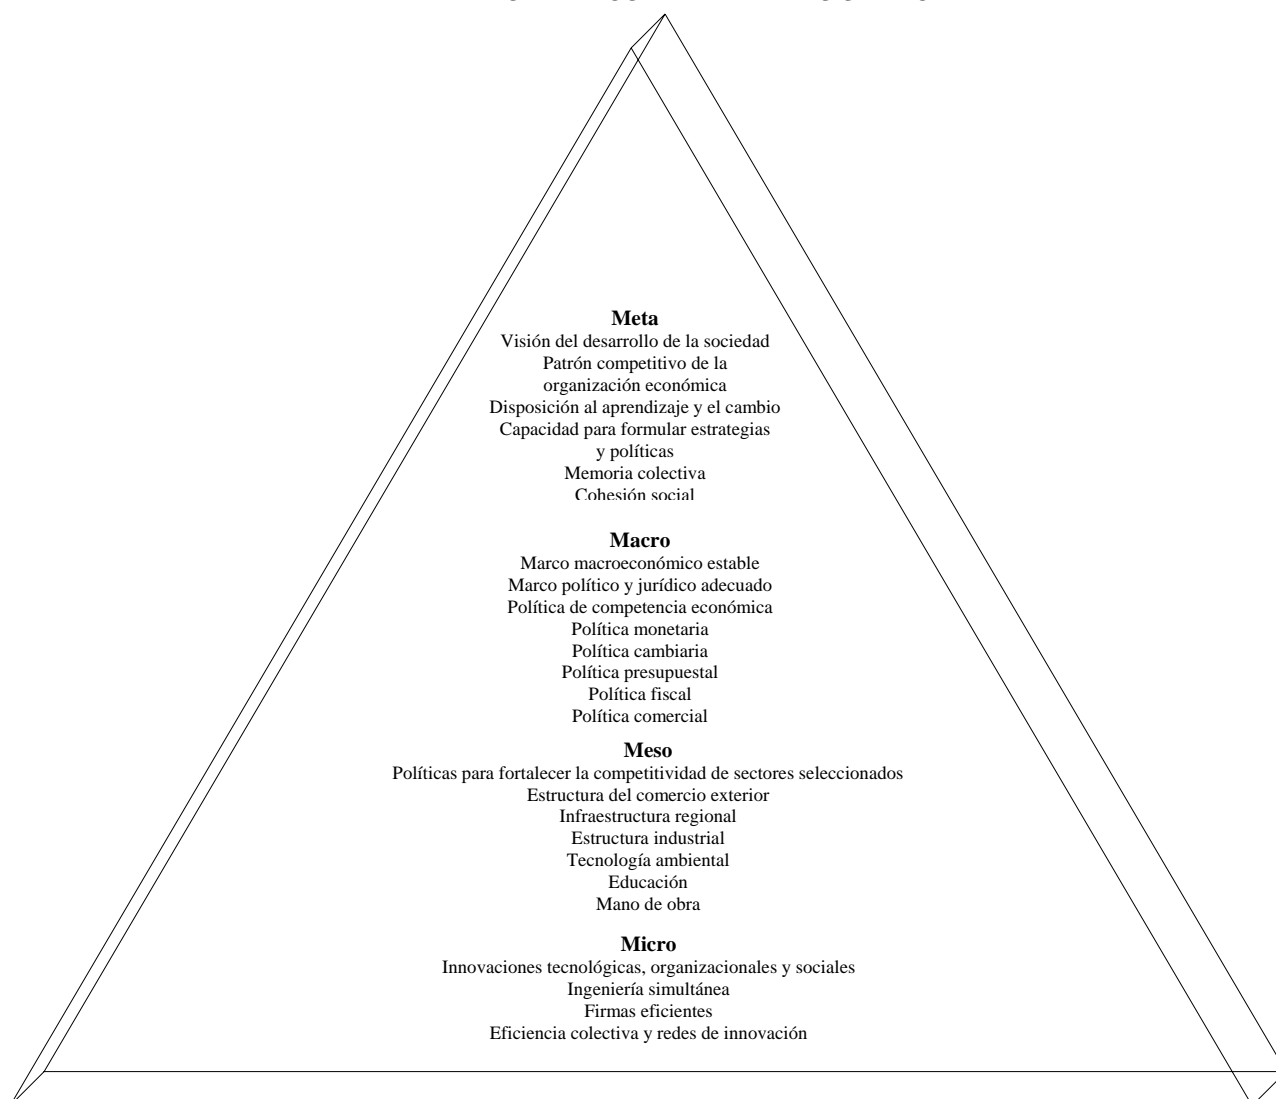 Meta
Visión del desarrollo de la sociedad
Patrón competitivo de la
organización económica
Disposición al aprendizaje y el cambio
Capacidad para formular estrategias
y políticas
Memoria colectiva
Cohesión social
Macro
Marco macroeconómico estable
Marco político y jurídico adecuado
Política de competencia económica
Política monetaria
Política cambiaria
Política presupuestal
Política fiscal
Política comercial
Meso
Políticas para fortalecer la competitividad de sectores seleccionados
Estructura del comercio exterior
Infraestructura regional
Estructura industrial
Tecnología ambiental
Educación
Mano de obra
Micro
Innovaciones tecnológicas, organizacionales y sociales
Ingeniería simultánea
Firmas eficientes
Eficiencia colectiva y redes de innovación